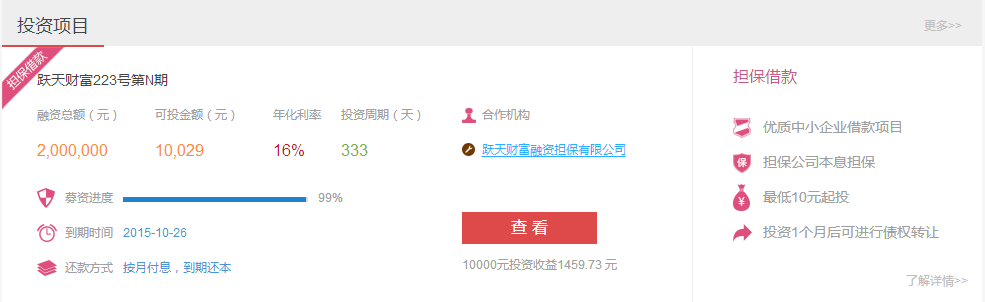 投资项目
更多>>
担保借款
跃天财富223号第N期
融资总额（元） 可投金额（元） 年化利率 投资周期（天） 合作机构
2,000,000 10,029 16% 333 跃天财富融资担保有限公司
募资进度 99%
到期时间 2015-10-26
还款方式 按月付息，到期还本
查 看
10000元投资收益1459.73 元
担保借款
优质中小企业借款项目
保 担保公司本息担保
¥ 最低10元起投
投资1个月后可进行债权转让
了解详情>>